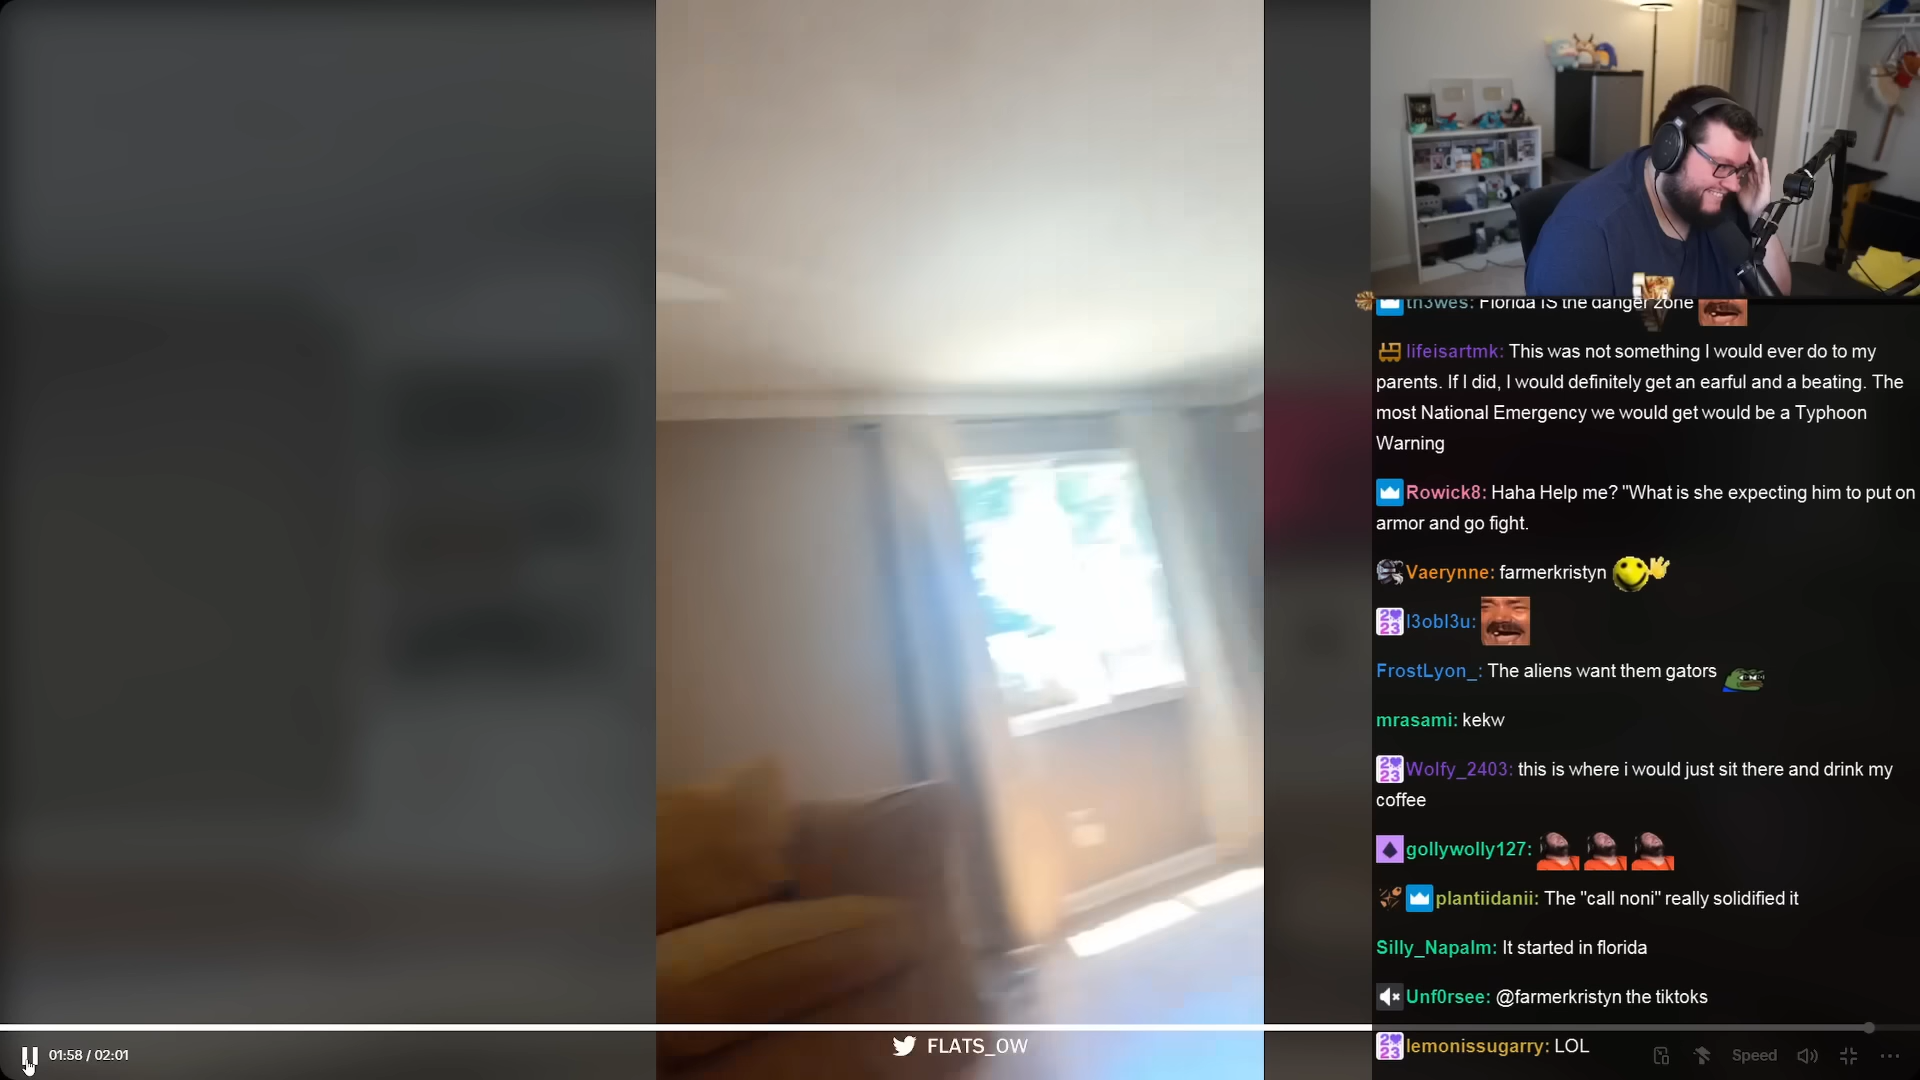 th3wes: Florida IS the danger zone
lifeisartmk: This was not something I would ever do to my
parents. If I did, I would definitely get an earful and a beating. The
most National Emergency we would get would be a Typhoon
Warning
Rowick8: Haha Help me? "What is she expecting him to put on
armor and go fight.
Vaerynne: farmerkristyn
2023 l3obl3u:
FrostLyon_: The aliens want them gators
mrasami: kekw
2023 Wolfy_2403: this is where i would just sit there and drink my
coffee
gollywolly127:
plantiidanii: The "call noni" really solidified it
Silly_Napalm: It started in florida
Unf0rsee: @farmerkristyn the tiktoks
2023 lemonissugarry: LOL
01:58 / 02:01
FLATS_OW
Speed